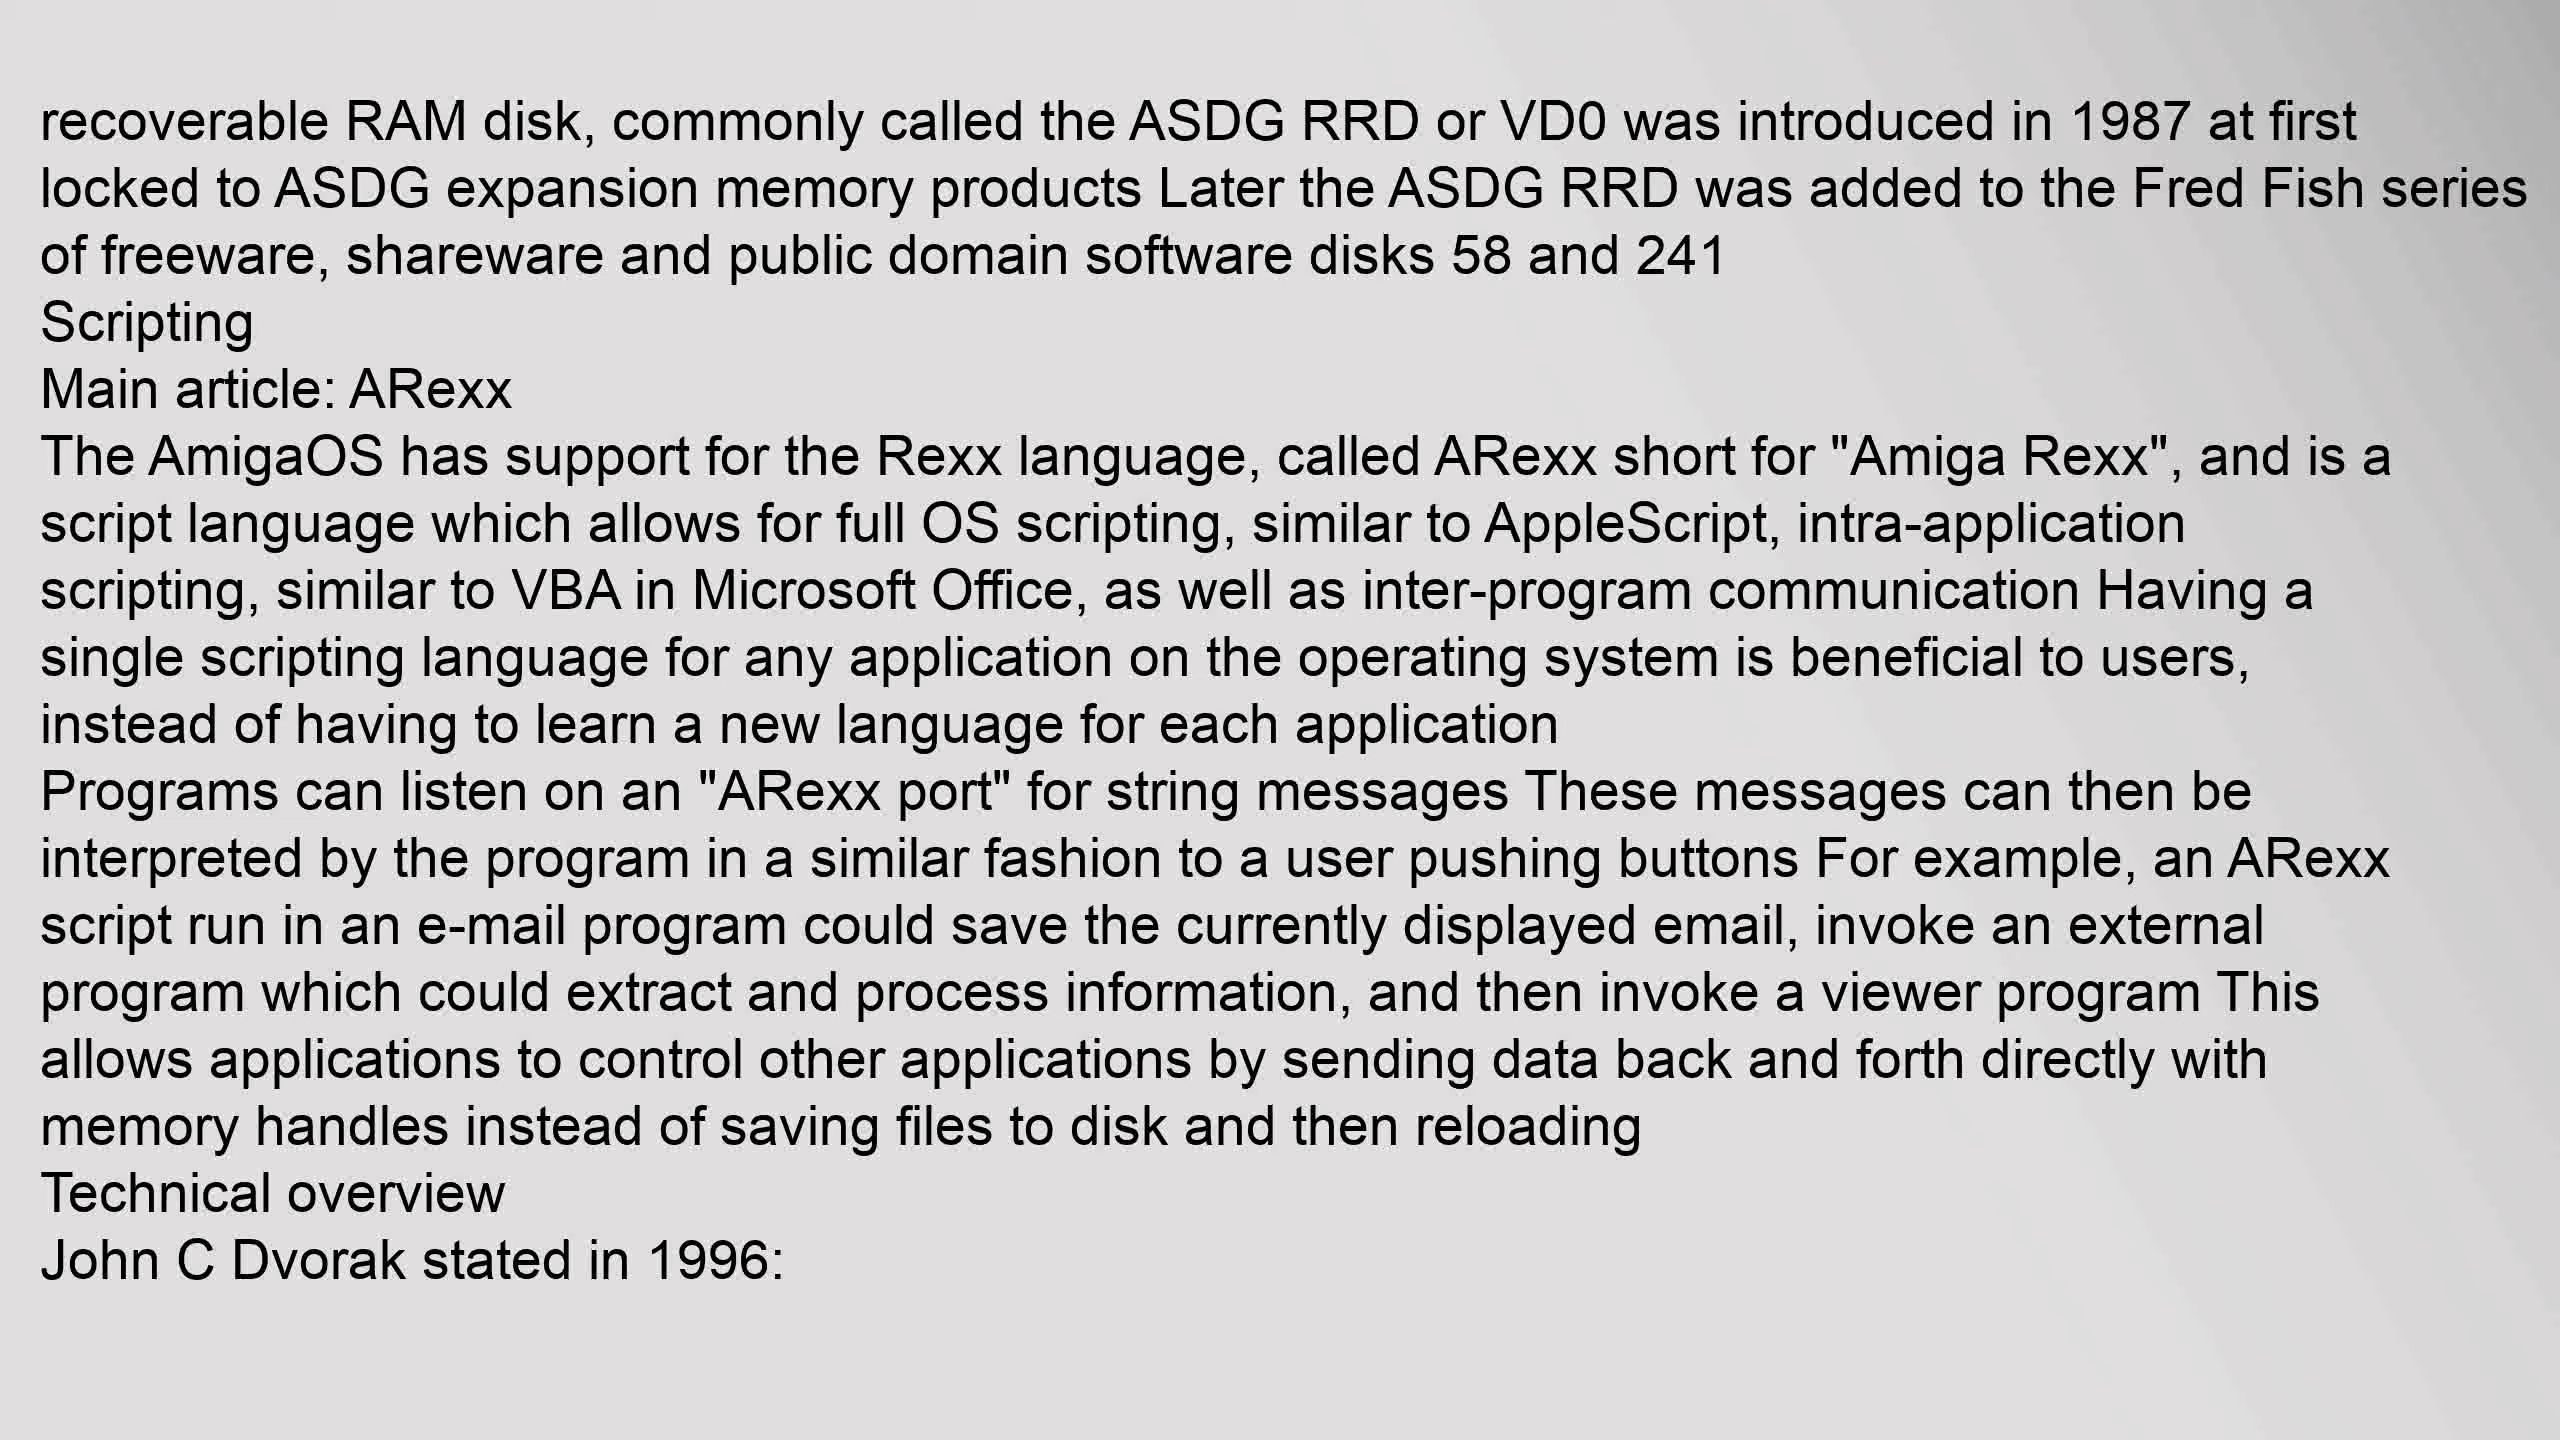 recoverable RAM disk, commonly called the ASDG RRD or VD0 was introduced in 1987 at first
locked to ASDG expansion memory products Later the ASDG RRD was added to the Fred Fish series
of freeware, shareware and public domain software disks 58 and 241
Scripting
Main article: ARexx
The AmigaOS has support for the Rexx language, called ARexx short for "Amiga Rexx", and is a
script language which allows for full OS scripting, similar to AppleScript, intra-application
scripting, similar to VBA in Microsoft Office, as well as inter-program communication Having a
single scripting language for any application on the operating system is beneficial to users,
instead of having to learn a new language for each application
Programs can listen on an "ARexx port" for string messages These messages can then be
interpreted by the program in a similar fashion to a user pushing buttons For example, an ARexx
script run in an e-mail program could save the currently displayed email, invoke an external
program which could extract and process information, and then invoke a viewer program This
allows applications to control other applications by sending data back and forth directly with
memory handles instead of saving files to disk and then reloading
Technical overview
John C Dvorak stated in 1996: